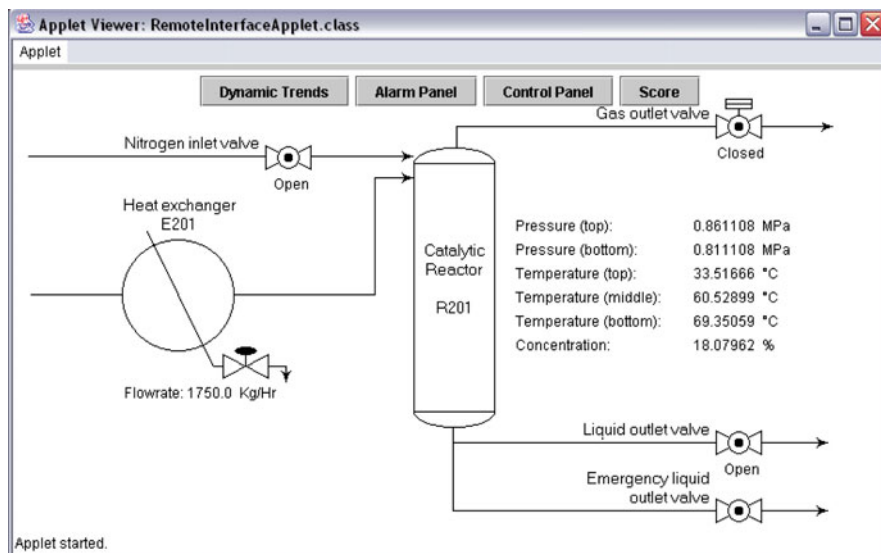 Applet Viewer: RemoteInterfaceApplet.class
Applet
Dynamic Trends Alarm Panel Control Panel Score
Gas outlet valve
Closed
Nitrogen inlet valve
Open
Heat exchanger
E201
Catalytic
Reactor
R201
Pressure (top): 0.861108 MPa
Pressure (bottom): 0.811108 MPa
Temperature (top): 33.51666 °C
Temperature (middle): 60.52899 °C
Temperature (bottom): 69.35059 °C
Concentration: 18.07962 %
Flowrate: 1750.0 Kg/Hr
Liquid outlet valve
Open
Emergency liquid
outlet valve
Applet started.